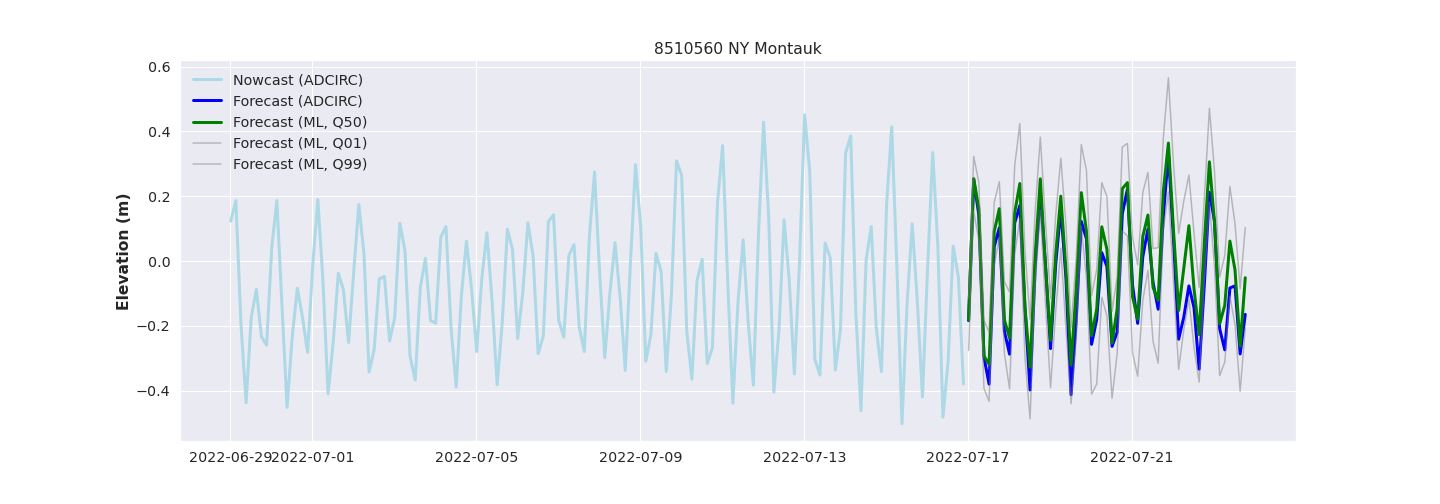 8510560 NY Montauk
Nowcast (ADCIRC)
Forecast (ADCIRC)
Forecast (ML, Q50)
Forecast (ML, Q01)
Forecast (ML, Q99)
Elevation (m)
0.6
0.4
0.2
0.0
−0.2
−0.4
2022-06-29
2022-07-01
2022-07-05
2022-07-09
2022-07-13
2022-07-17
2022-07-21